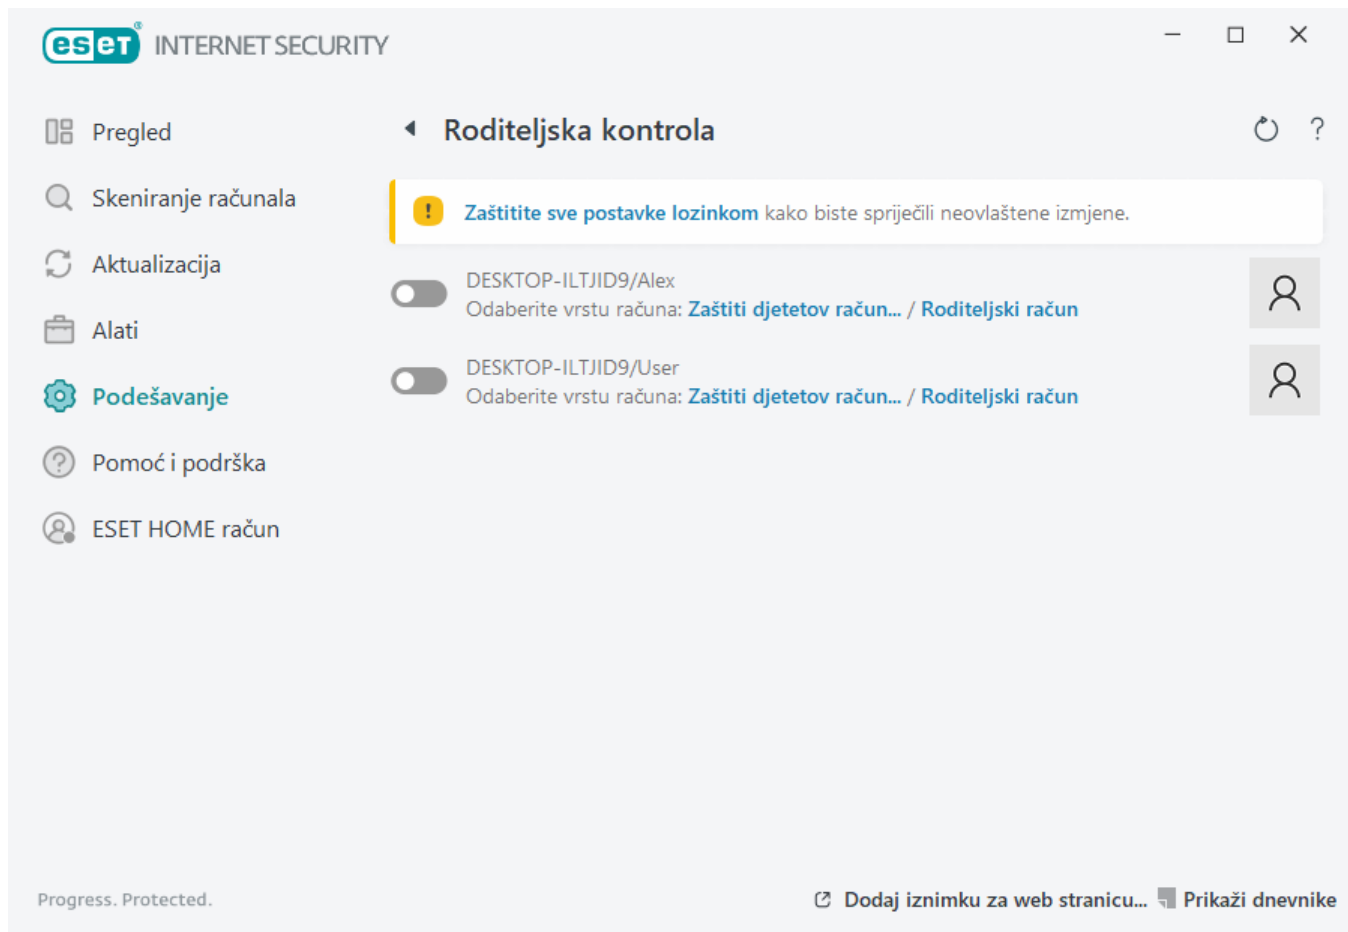 eset® INTERNET SECURITY
Pregled
Skeniranje računala
Aktualizacija
Alati
Podešavanje
Pomoć i podrška
ESET HOME račun
Roditeljska kontrola
?
Zaštitite sve postavke lozinkom kako biste spriječili neovlaštene izmjene.
DESKTOP-ILTJID9/Alex
Odaberite vrstu računa: Zaštiti djetetov račun... / Roditeljski račun
DESKTOP-ILTJID9/User
Odaberite vrstu računa: Zaštiti djetetov račun... / Roditeljski račun
Progress. Protected.
Dodaj iznimku za web stranicu...
Prikaži dnevnike